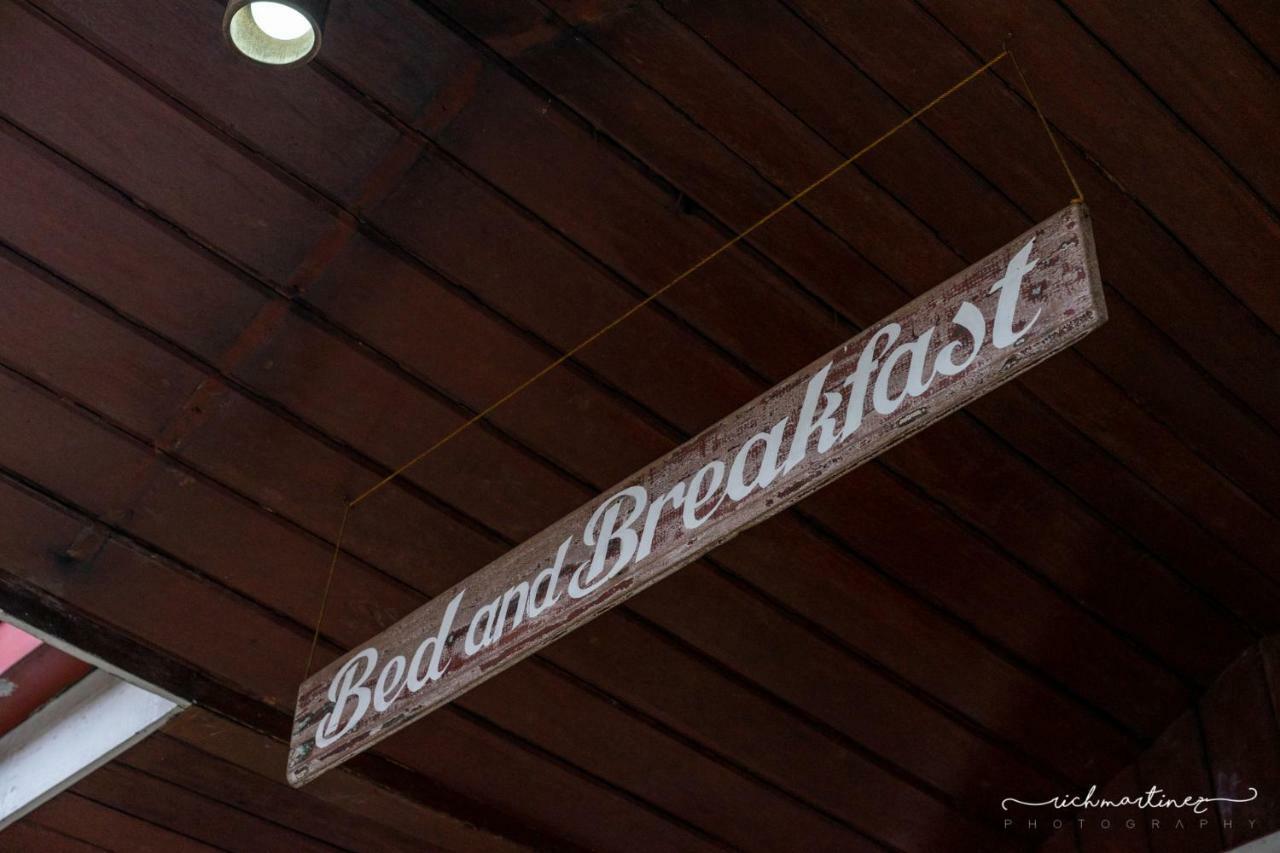 Bed and Breakfast
richmartinez
PHOTOGRAPHY